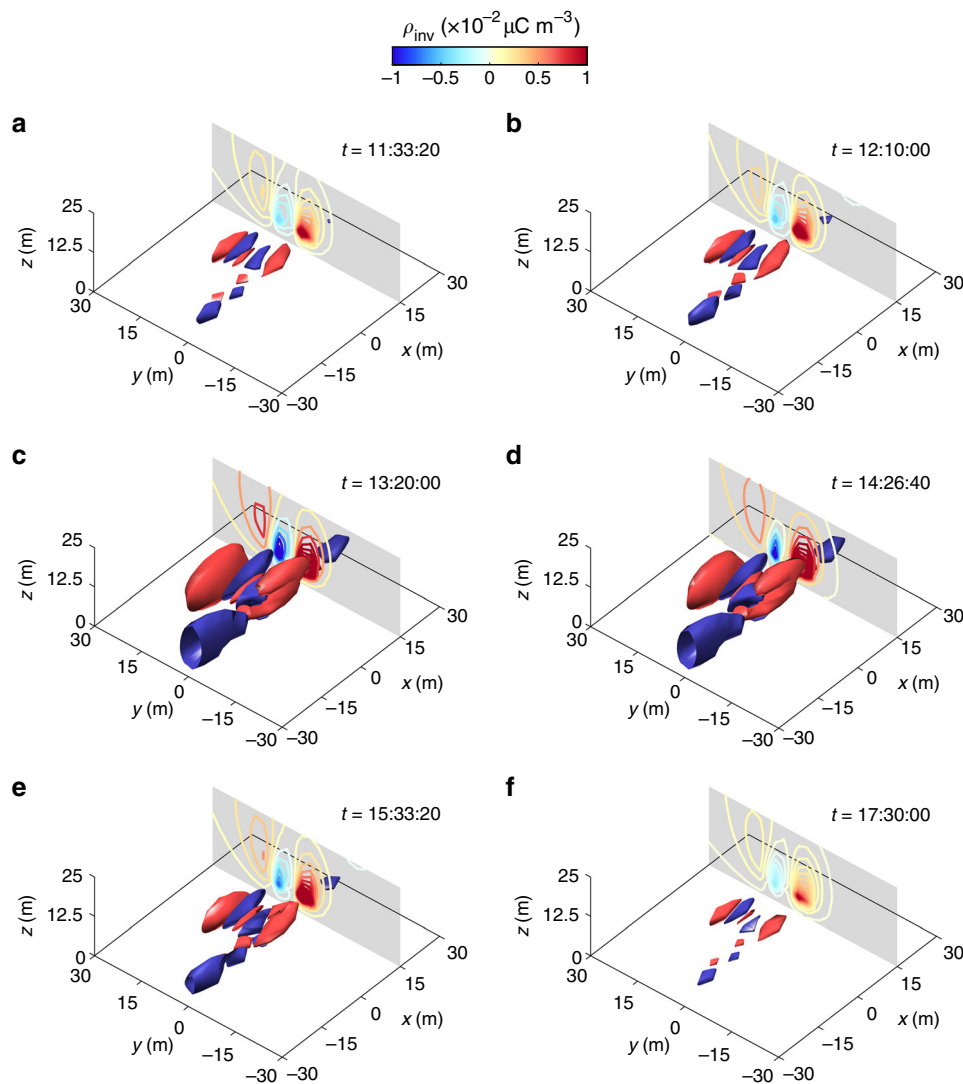 ρinv (×10−2 μC m−3)
−1 −0.5 0 0.5 1
a
t = 11:33:20
25
12.5
0
z (m)
30
15
0
−15
−30
y (m)
−30
−15
0
15
30
x (m)
b
t = 12:10:00
25
12.5
0
z (m)
30
15
0
−15
−30
y (m)
−30
−15
0
15
30
x (m)
c
t = 13:20:00
25
12.5
0
z (m)
30
15
0
−15
−30
y (m)
−30
−15
0
15
30
x (m)
d
t = 14:26:40
25
12.5
0
z (m)
30
15
0
−15
−30
y (m)
−30
−15
0
15
30
x (m)
e
t = 15:33:20
25
12.5
0
z (m)
30
15
0
−15
−30
y (m)
−30
−15
0
15
30
x (m)
f
t = 17:30:00
25
12.5
0
z (m)
30
15
0
−15
−30
y (m)
−30
−15
0
15
30
x (m)